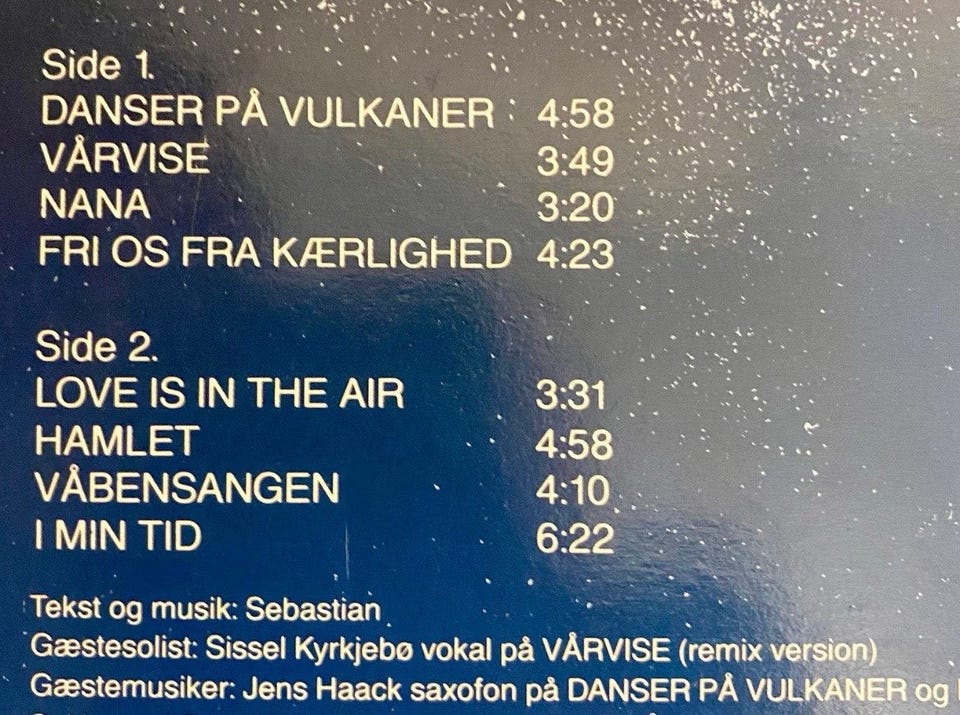 Side 1.
DANSER PÅ VULKANER 4:58
VÅRVISE 3:49
NANA 3:20
FRI OS FRA KÆRLIGHED 4:23
Side 2.
LOVE IS IN THE AIR 3:31
HAMLET 4:58
VÅBENSANGEN 4:10
I MIN TID 6:22
Tekst og musik: Sebastian
Gæstesolist: Sissel Kyrkjebø vokal på VÅRVISE (remix version)
Gæstemusiker: Jens Haack saxofon på DANSER PÅ VULKANER og